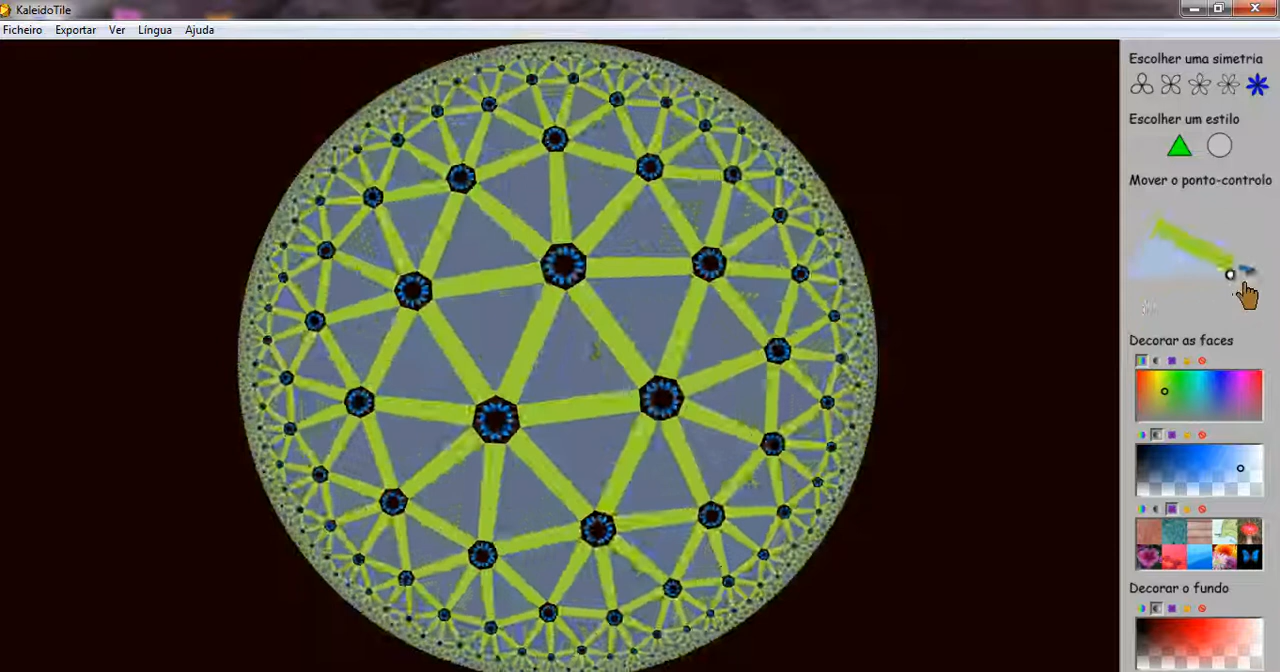 KaleidoTile
Ficheiro Exportar Ver Língua Ajuda
Escolher uma simetria
Escolher um estilo
Mover o ponto-controlo
Decorar as faces
Decorar o fundo